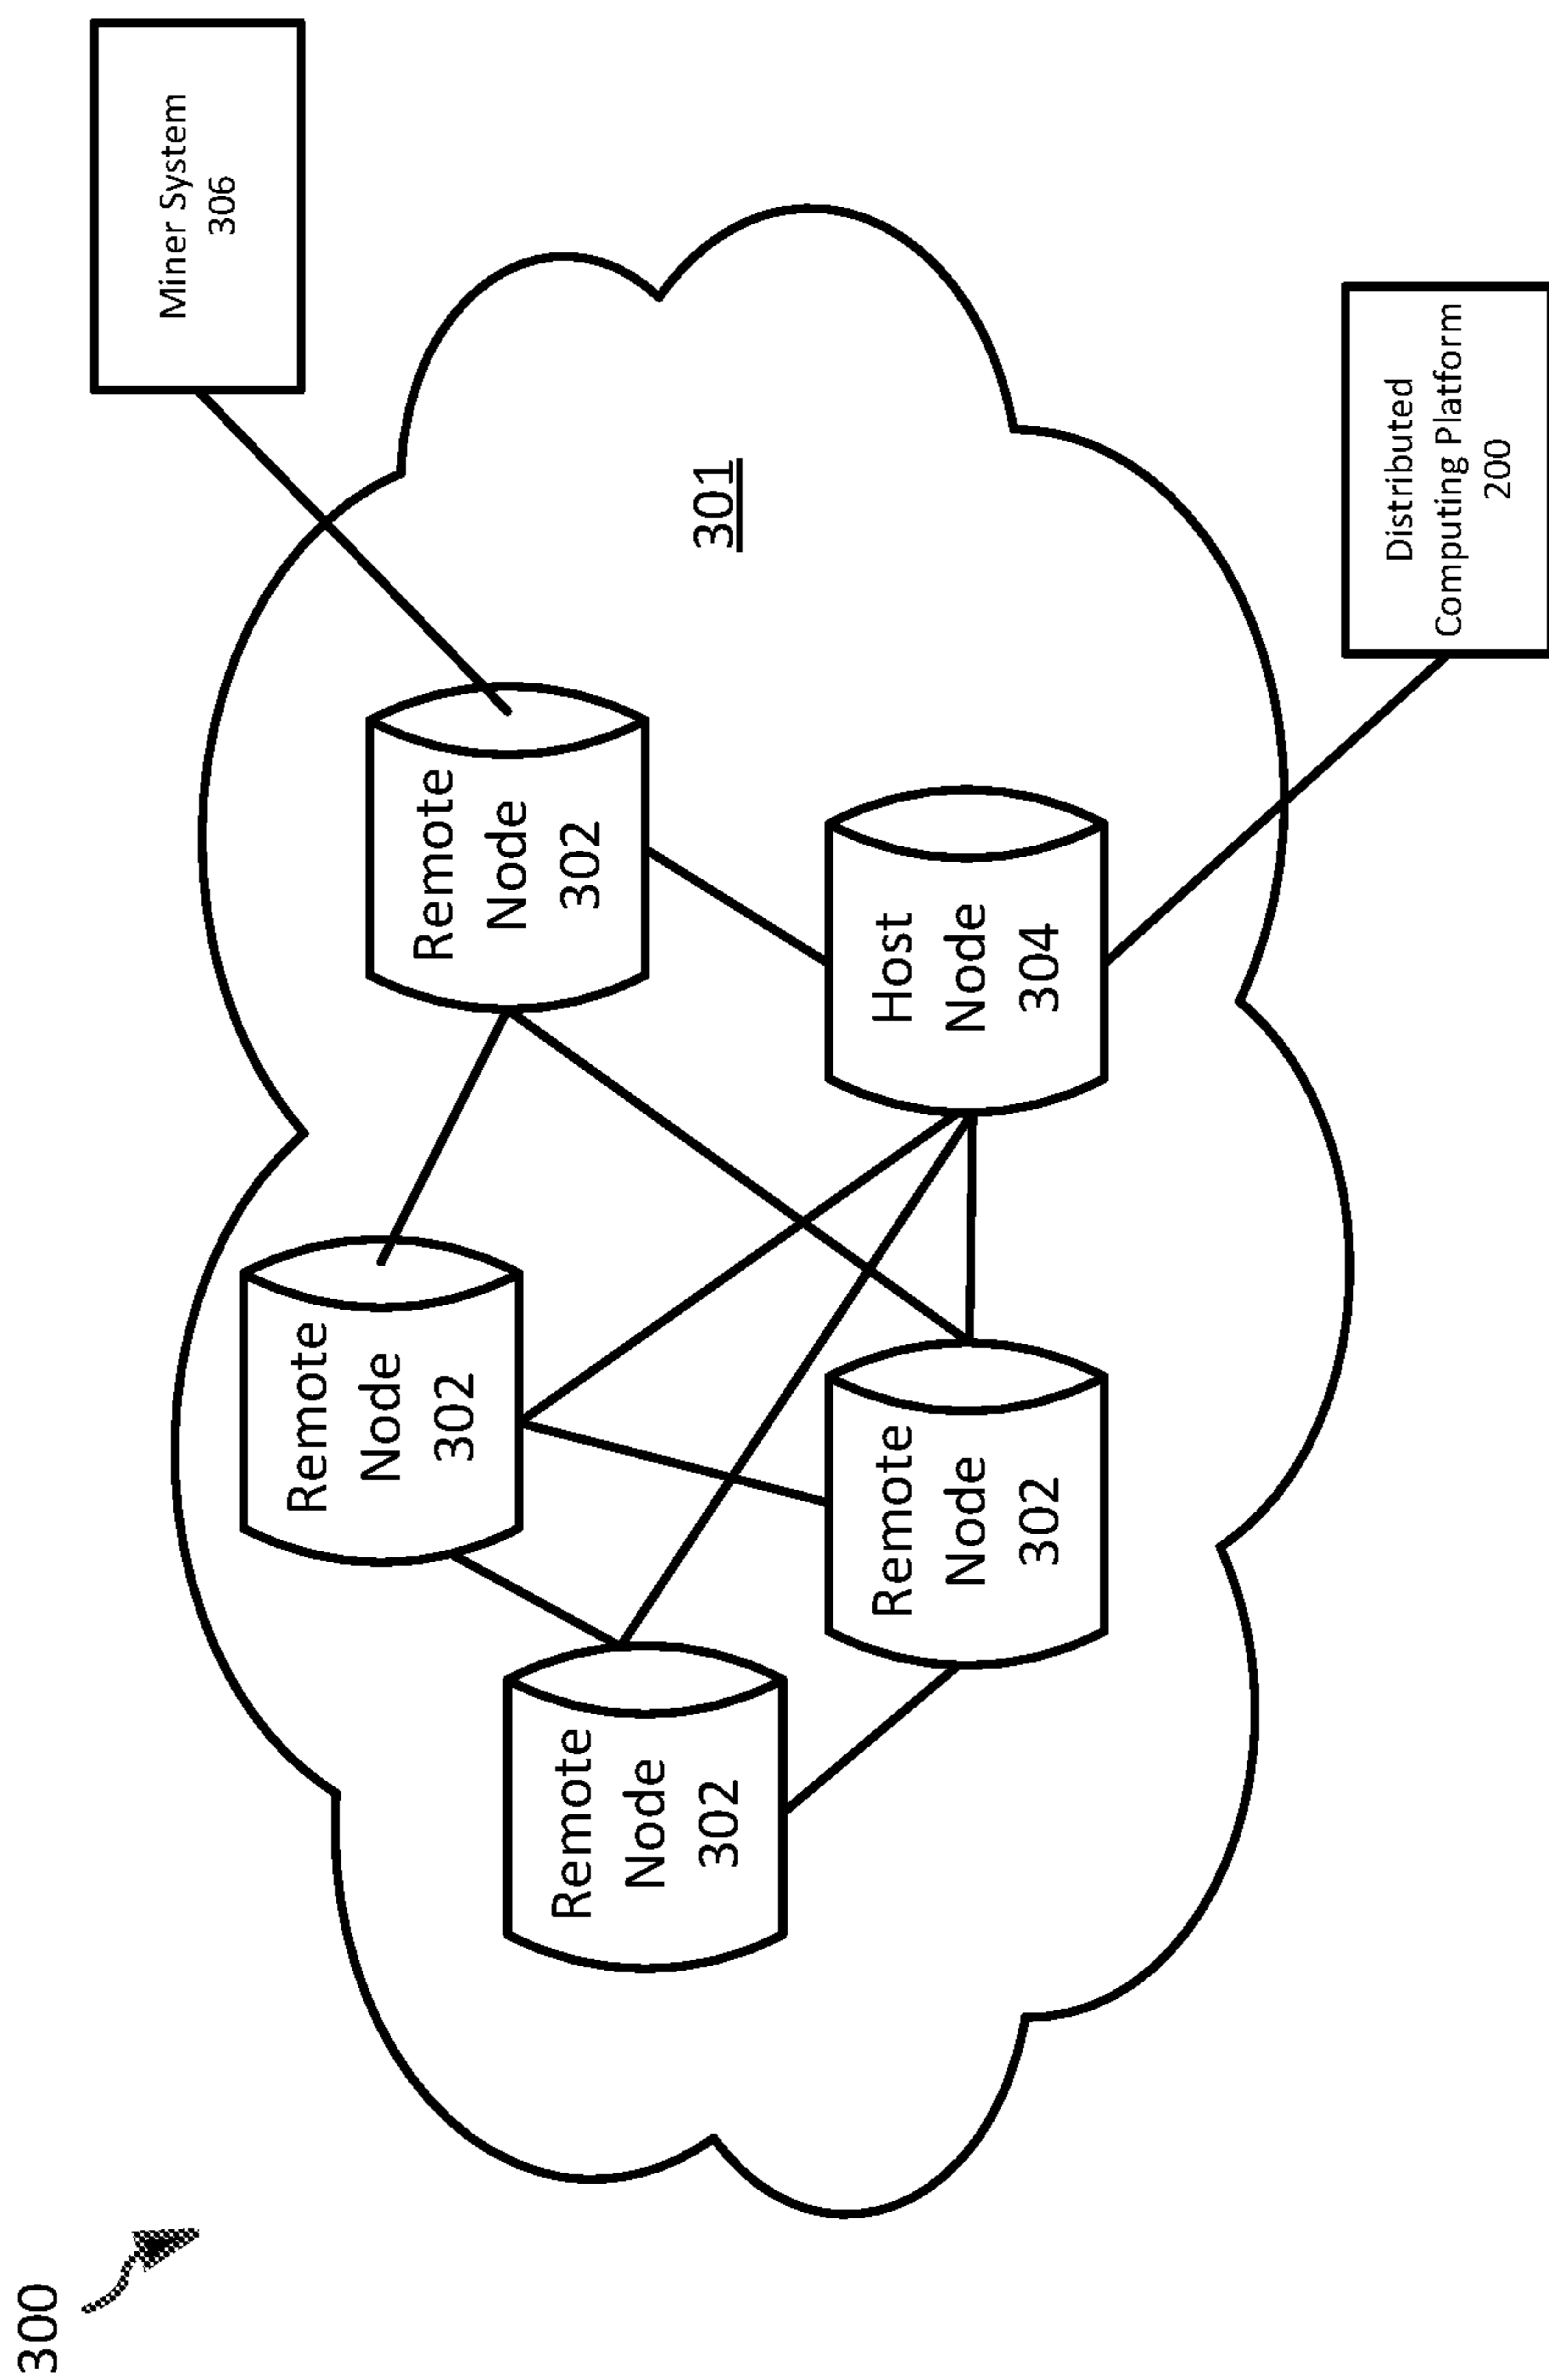 300
Miner System
306
301
Remote
Node
302
Remote
Node
302
Remote
Node
302
Host
Node
304
Remote
Node
302
Distributed
Computing Platform
200